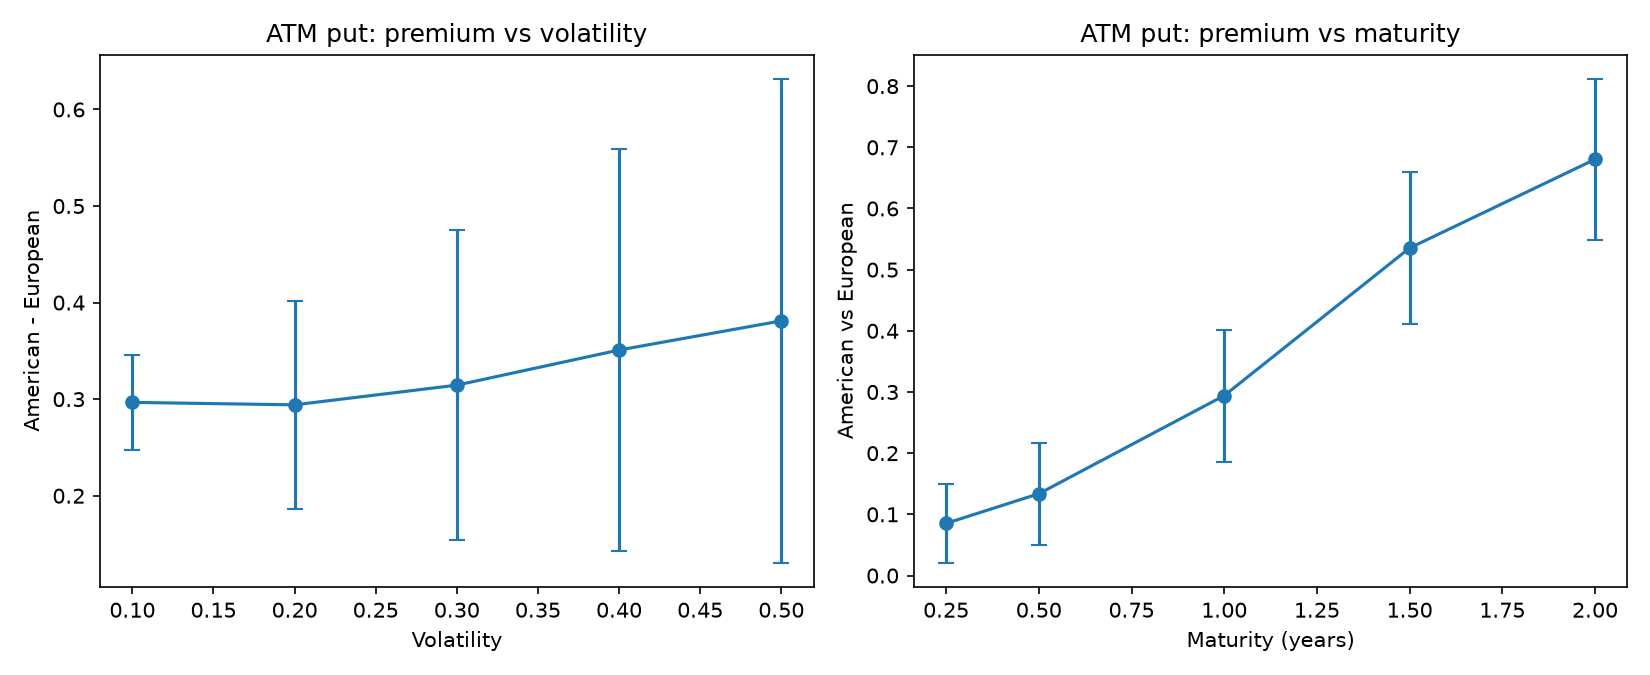 ATM put: premium vs volatility
American - European
0.6
0.5
0.4
0.3
0.2
0.10 0.15 0.20 0.25 0.30 0.35 0.40 0.45 0.50
Volatility
ATM put: premium vs maturity
American vs European
0.8
0.7
0.6
0.5
0.4
0.3
0.2
0.1
0.0
0.25 0.50 0.75 1.00 1.25 1.50 1.75 2.00
Maturity (years)